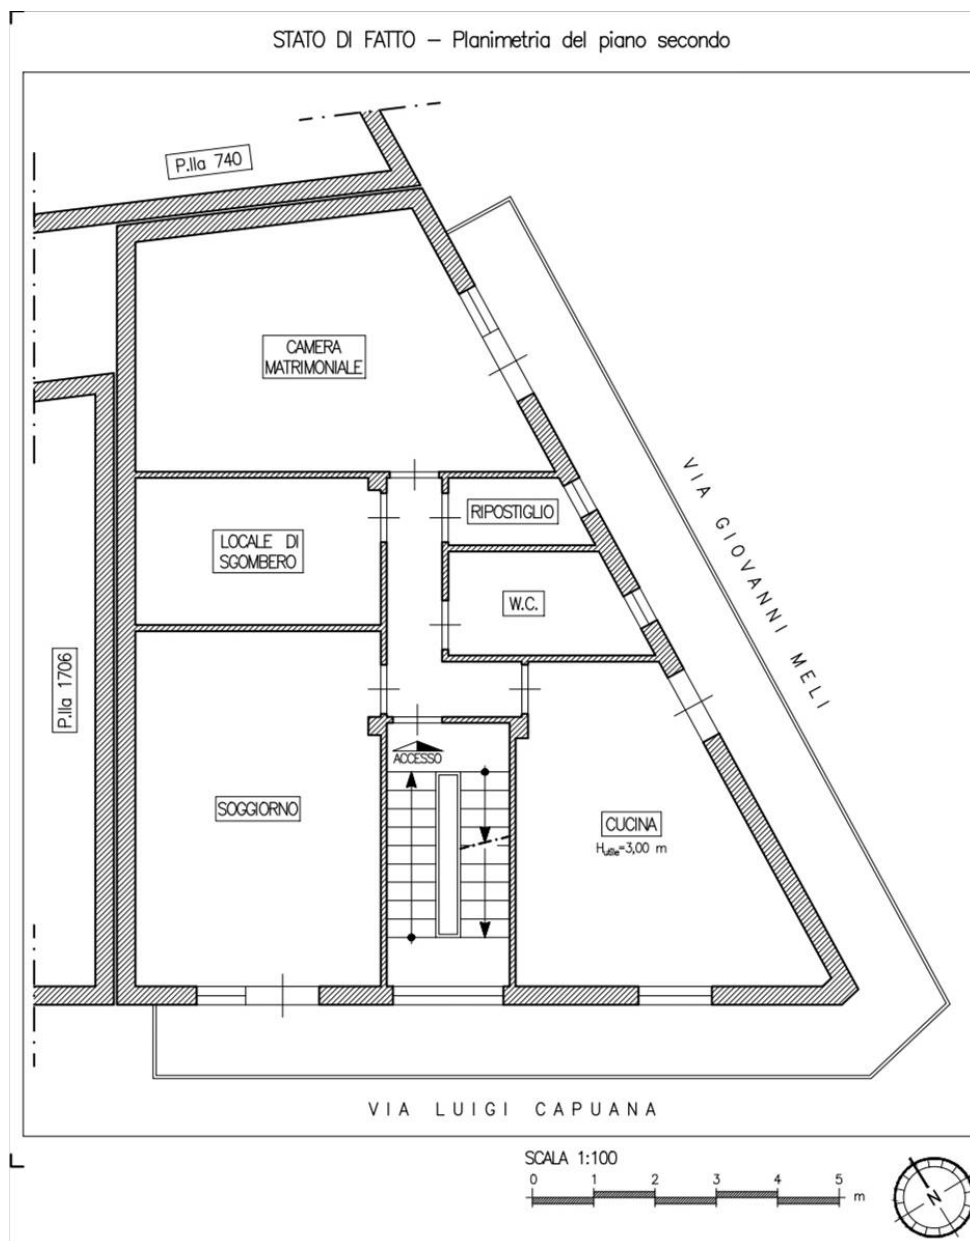 STATO DI FATTO – Planimetria del piano secondo
P.lla 740
CAMERA
MATRIMONIALE
VIA GIOVANNI MELI
RIPOSTIGLIO
LOCALE DI
SGOMBERO
W.C.
P.lla 1706
ACCESSO
SOGGIORNO
CUCINA
Hutile=3,00 m
VIA LUIGI CAPUANA
SCALA 1:100
0 1 2 3 4 5 m
N